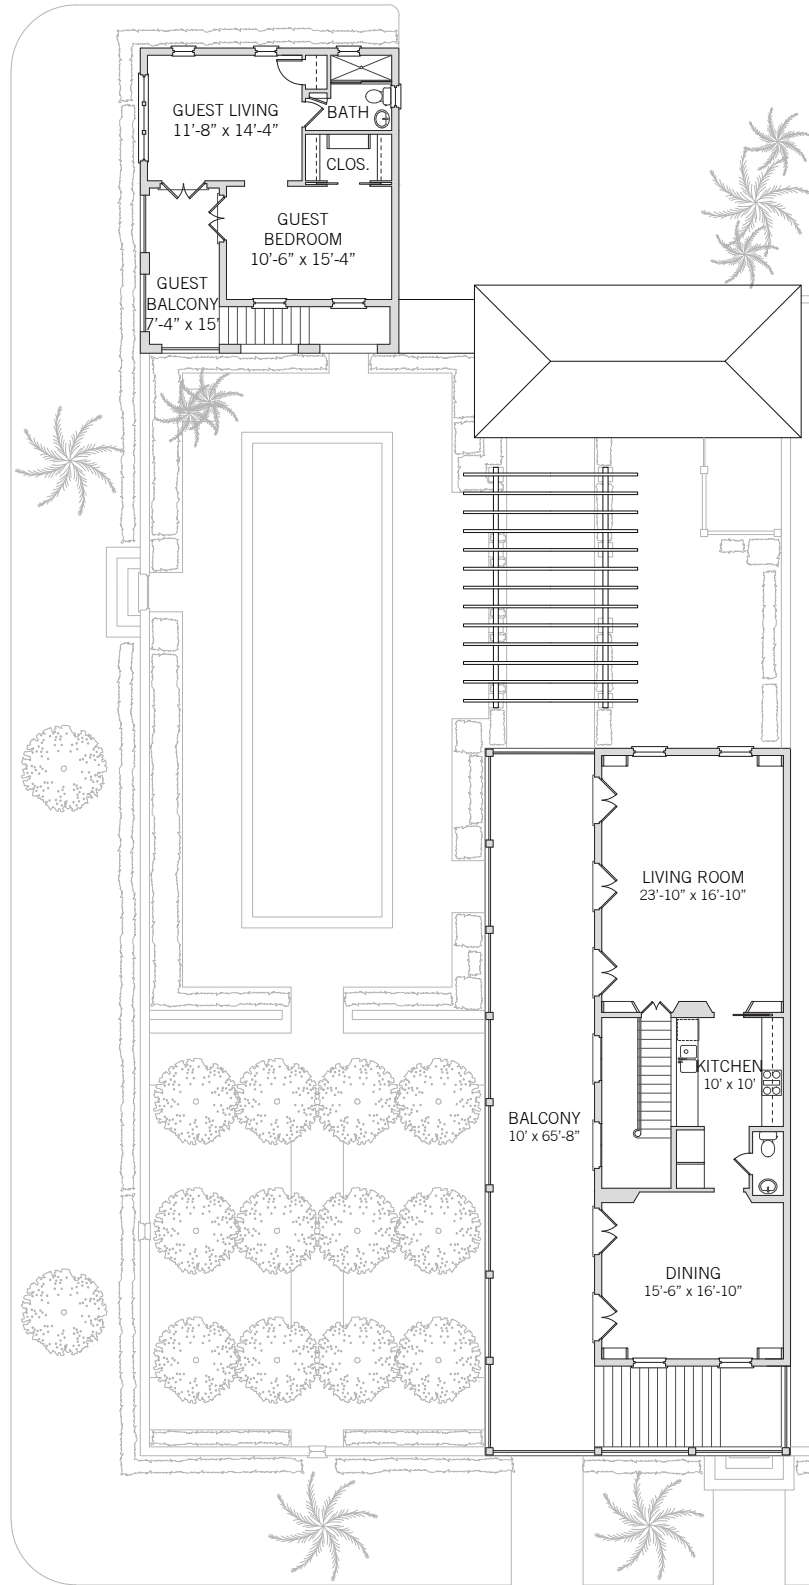 GUEST LIVING
11'-8" x 14'-4"
BATH
CLOS.
GUEST
BEDROOM
10'-6" x 15'-4"
GUEST
BALCONY
7'-4" x 15'
LIVING ROOM
23'-10" x 16'-10"
KITCHEN
10' x 10'
BALCONY
10' x 65'-8"
DINING
15'-6" x 16'-10"